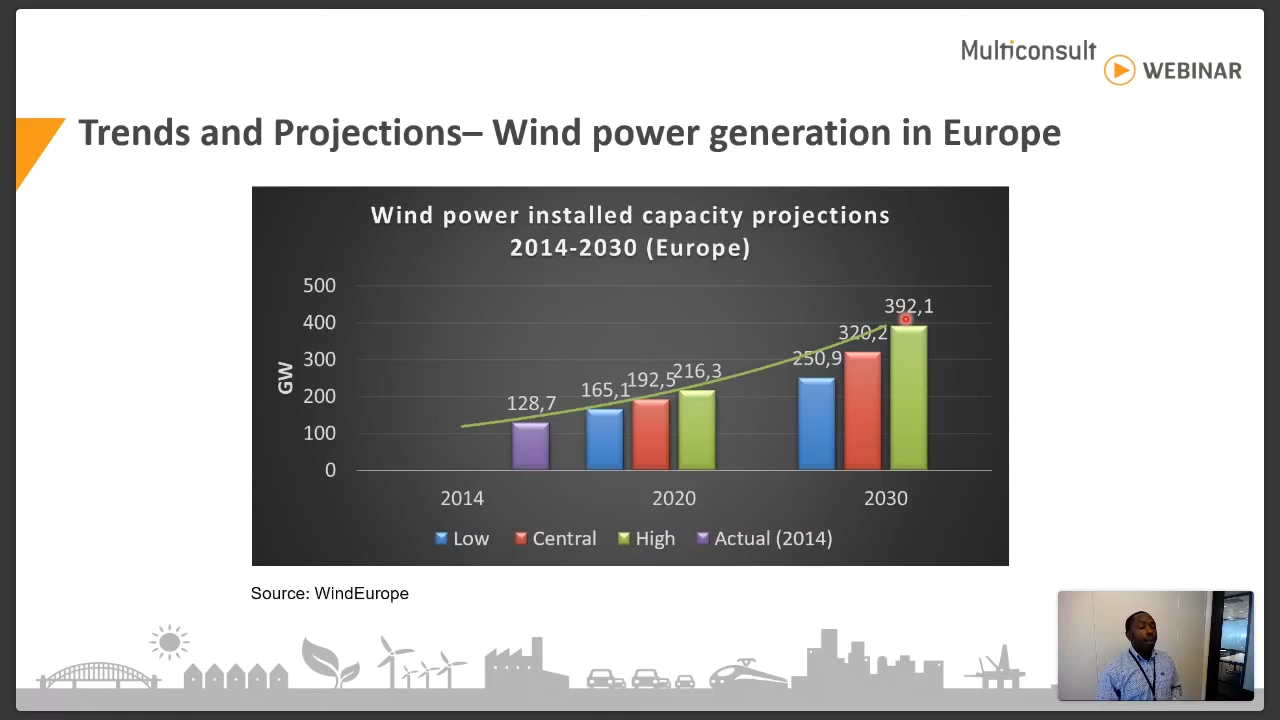 Multiconsult
WEBINAR
Trends and Projections– Wind power generation in Europe
Wind power installed capacity projections
2014-2030 (Europe)
500
400
300
200
100
0
GW
128,7
165,1
192,5
216,3
250,9
320,2
392,1
2014
2020
2030
Low
Central
High
Actual (2014)
Source: WindEurope